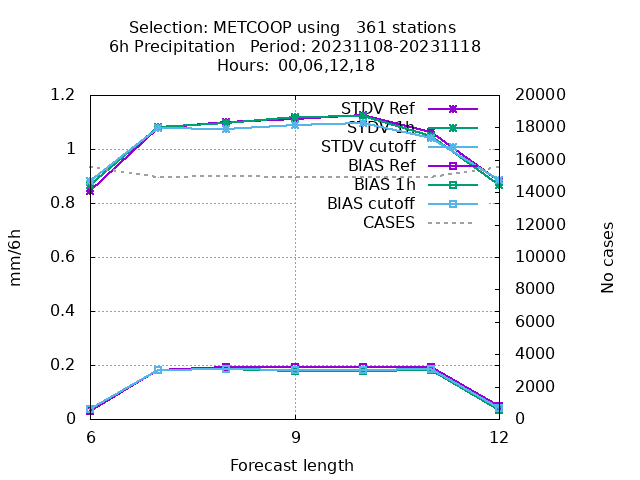 Selection: METCOOP using   361 stations
6h Precipitation   Period: 20231108-20231118
Hours:  00,06,12,18
1.2
1
0.8
0.6
0.4
0.2
0
20000
18000
16000
14000
12000
10000
8000
6000
4000
2000
0
STDV Ref
STDV 1h
STDV cutoff
BIAS Ref
BIAS 1h
BIAS cutoff
CASES
mm/6h
No cases
6
9
12
Forecast length